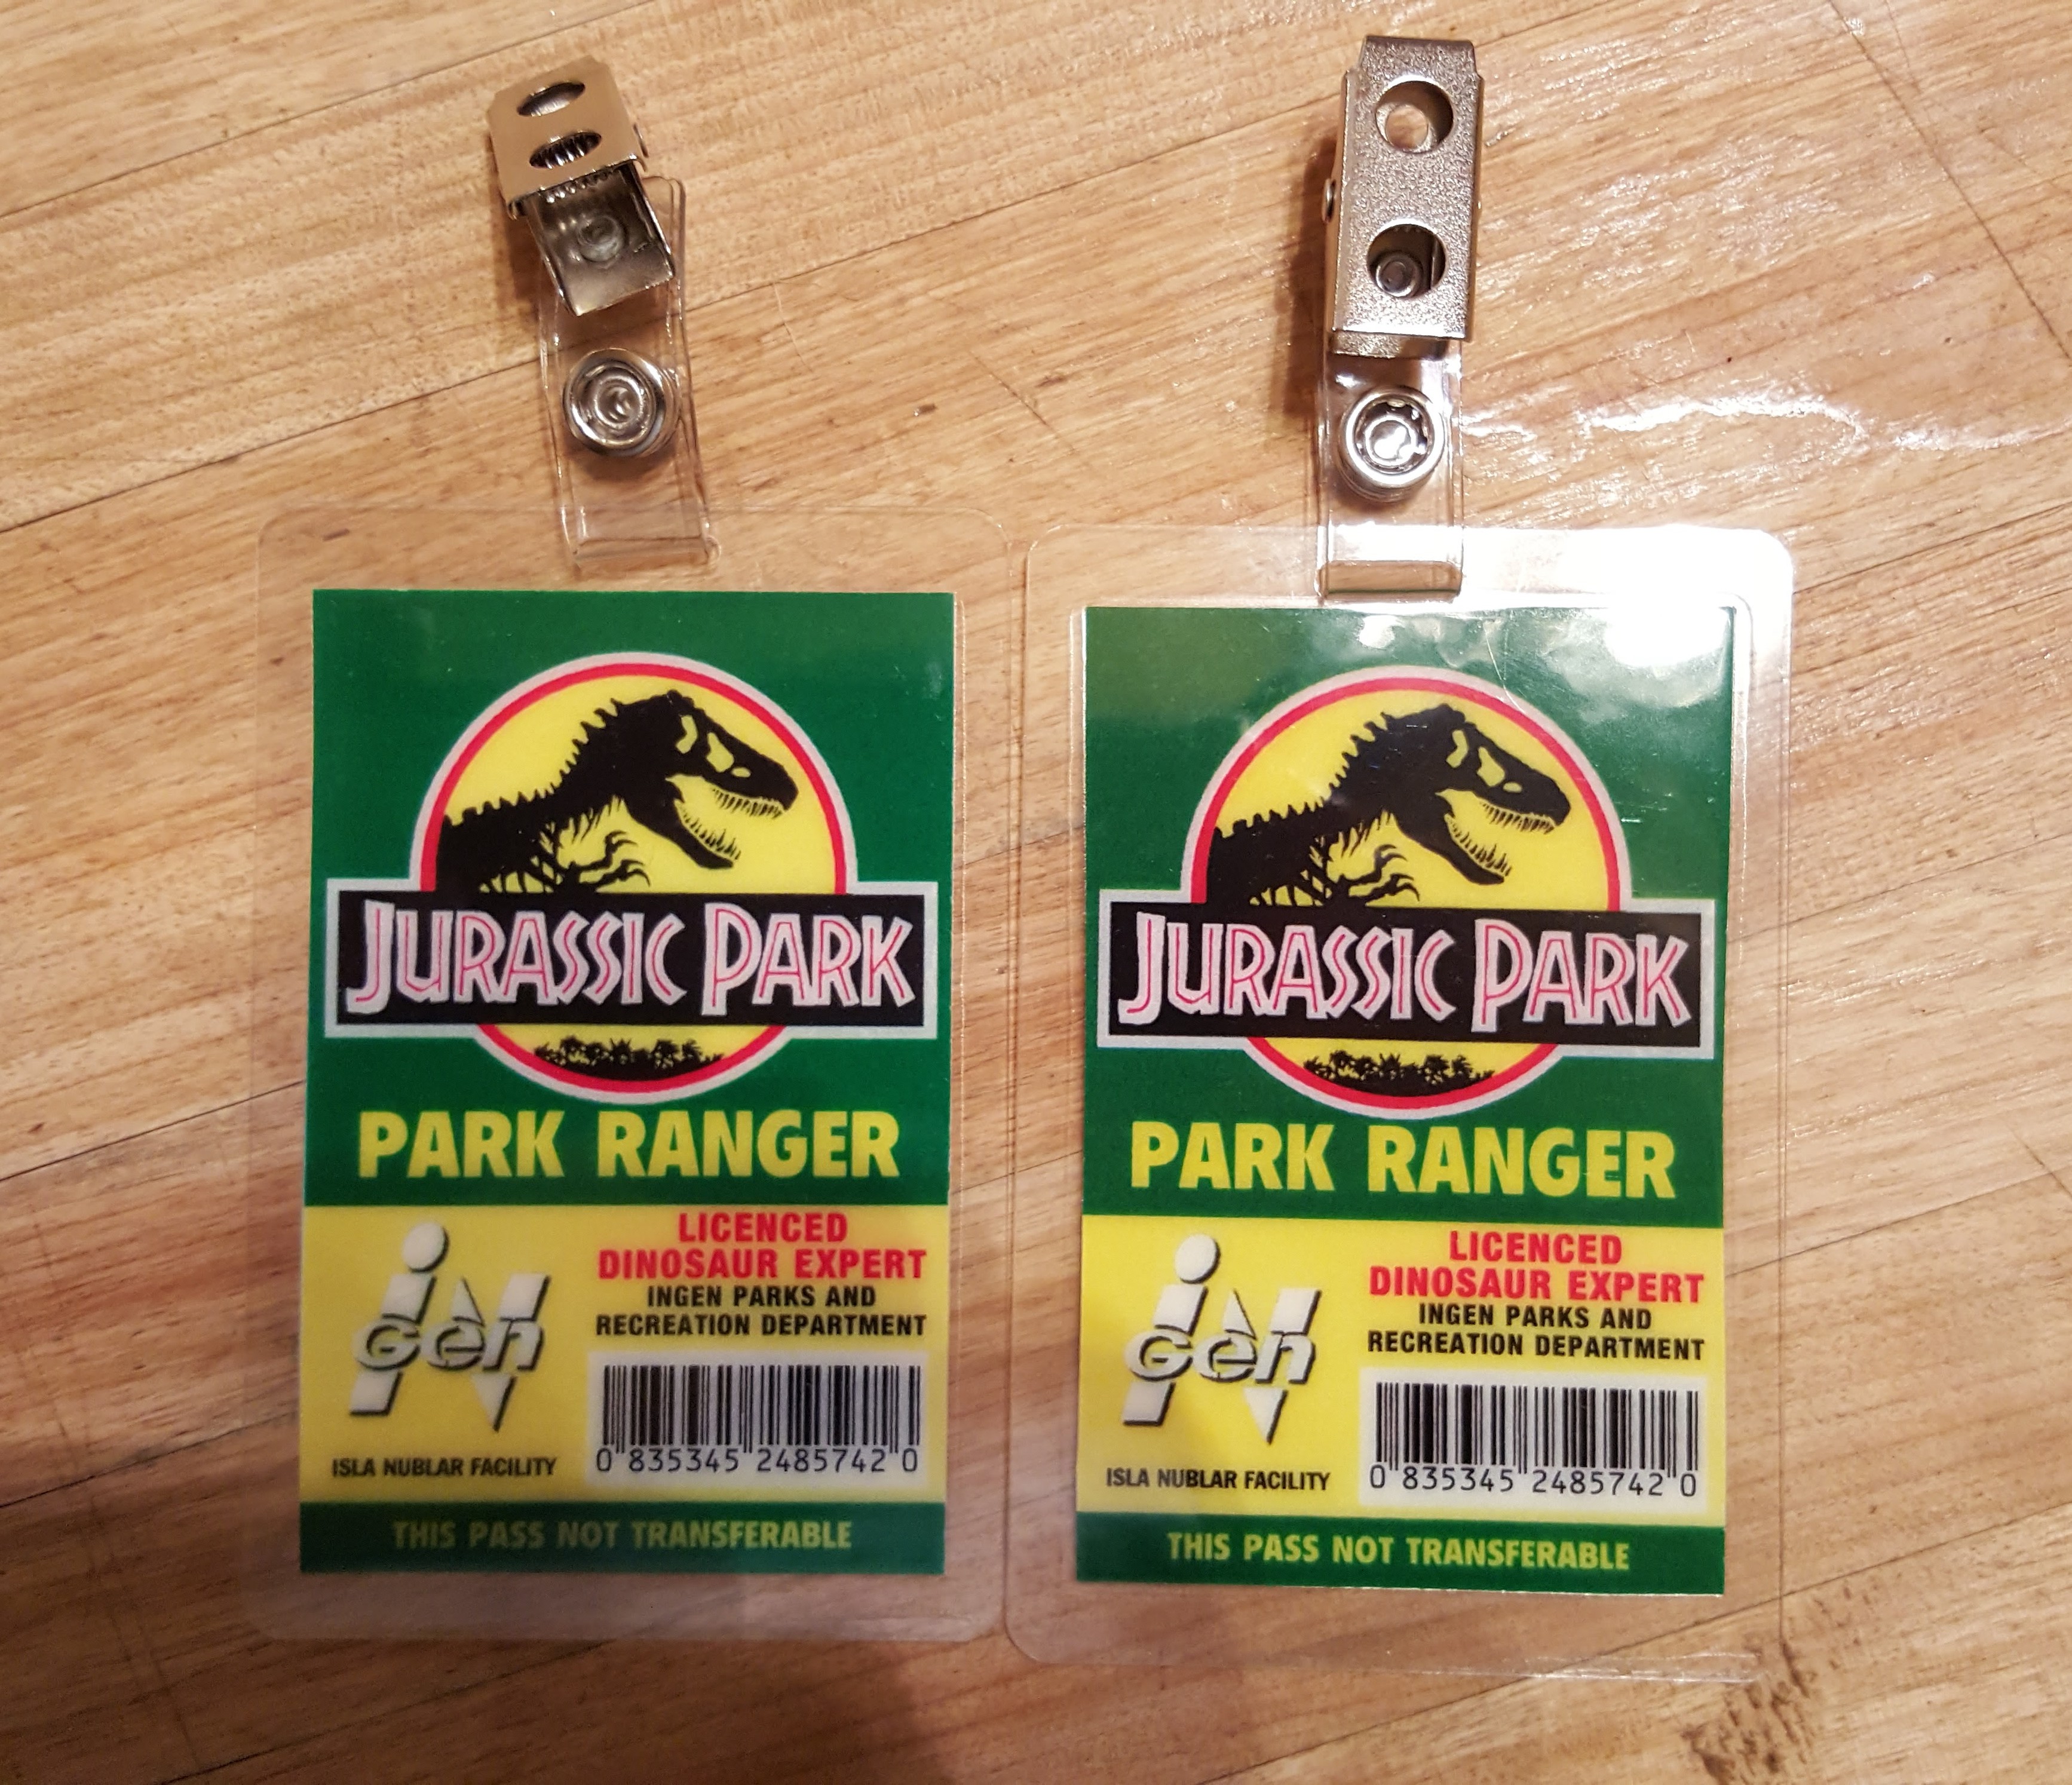 JURASSIC PARK
PARK RANGER
LICENCED
DINOSAUR EXPERT
INGEN PARKS AND
RECREATION DEPARTMENT
iNGen
0 835345 2485742 0
ISLA NUBLAR FACILITY
THIS PASS NOT TRANSFERABLE
JURASSIC PARK
PARK RANGER
LICENCED
DINOSAUR EXPERT
INGEN PARKS AND
RECREATION DEPARTMENT
iNGen
0 835345 2485742 0
ISLA NUBLAR FACILITY
THIS PASS NOT TRANSFERABLE